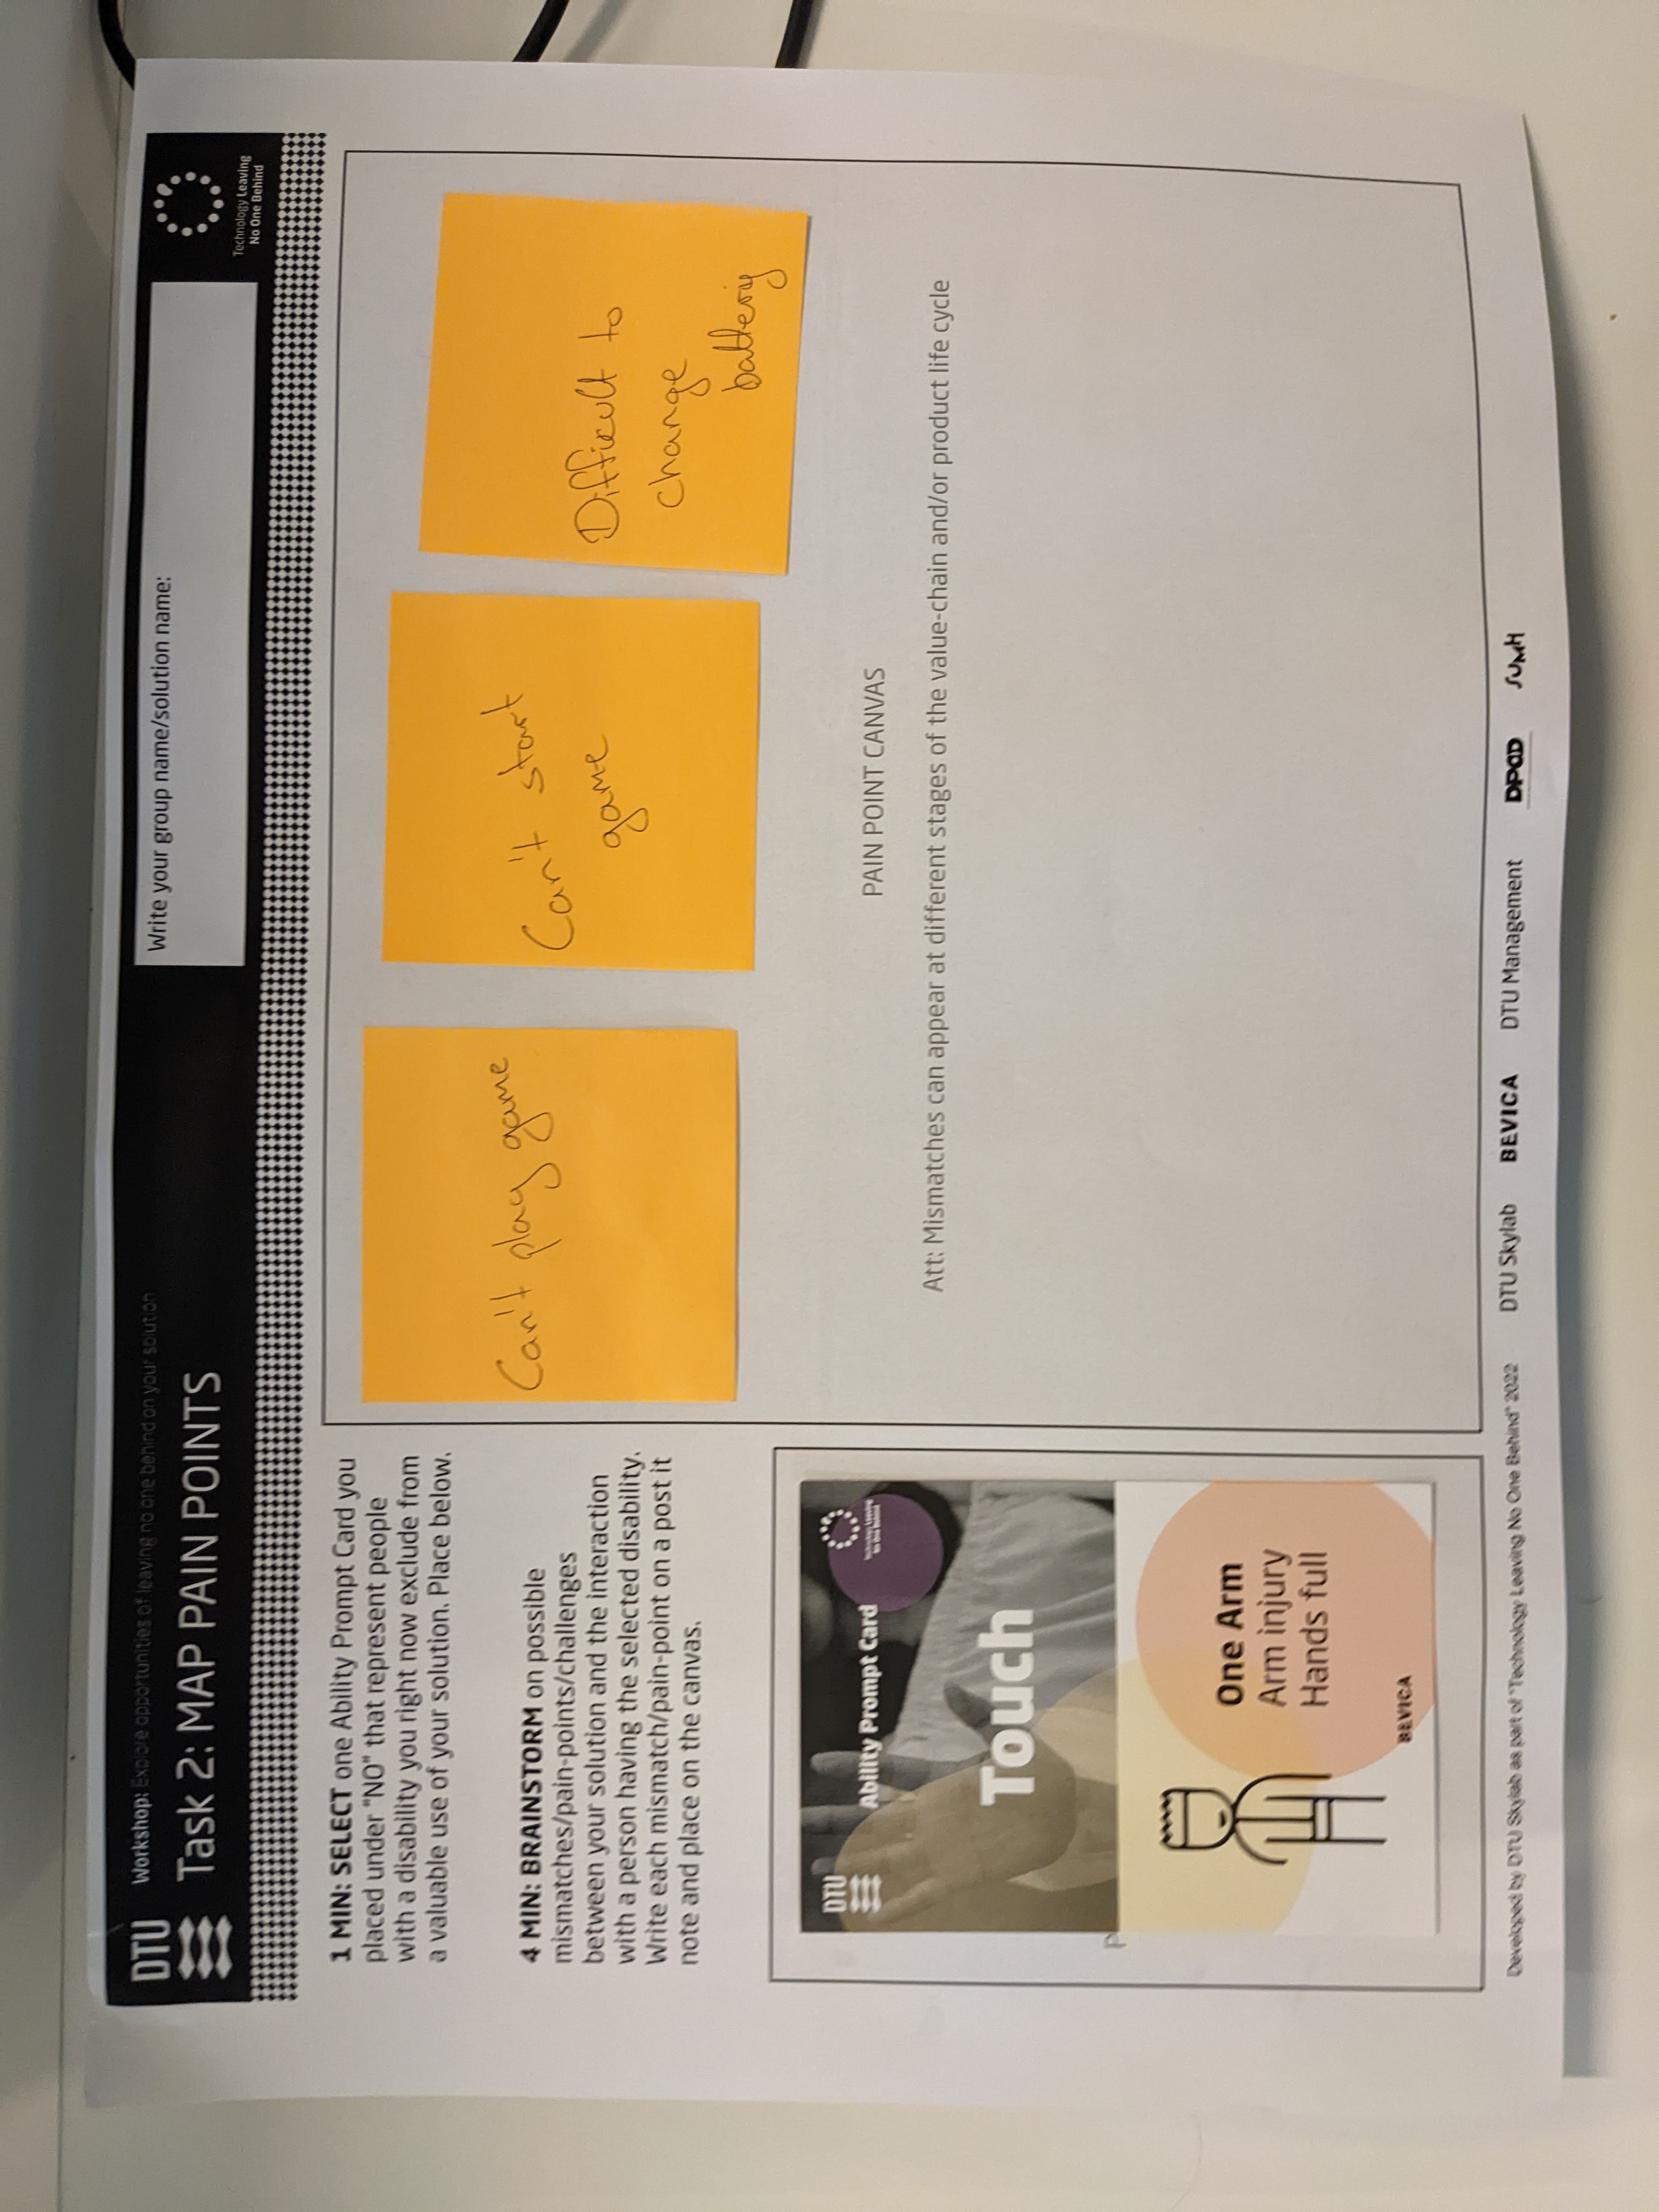 DTU
Workshop: Explore opportunities of leaving no one behind on your solution
Task 2: MAP PAIN POINTS
Write your group name/solution name:
Technology Leaving
No One Behind
1 MIN: SELECT one Ability Prompt Card you
placed under "NO" that represent people
with a disability you right now exclude from
a valuable use of your solution. Place below.
4 MIN: BRAINSTORM on possible
mismatches/pain-points/challenges
between your solution and the interaction
with a person having the selected disability.
Write each mismatch/pain-point on a post it
note and place on the canvas.
P
DTU
Ability Prompt Card
Technology Leaving
No One Behind
Touch
One Arm
Arm injury
Hands full
BEVICA
Can't play game
Can't start
game
Difficult to
change
battery
PAIN POINT CANVAS
Att: Mismatches can appear at different stages of the value-chain and/or product life cycle
Developed by DTU Skylab as part of "Technology Leaving No One Behind" 2022
DTU Skylab
BEVICA
DTU Management
DPOD
SUMH